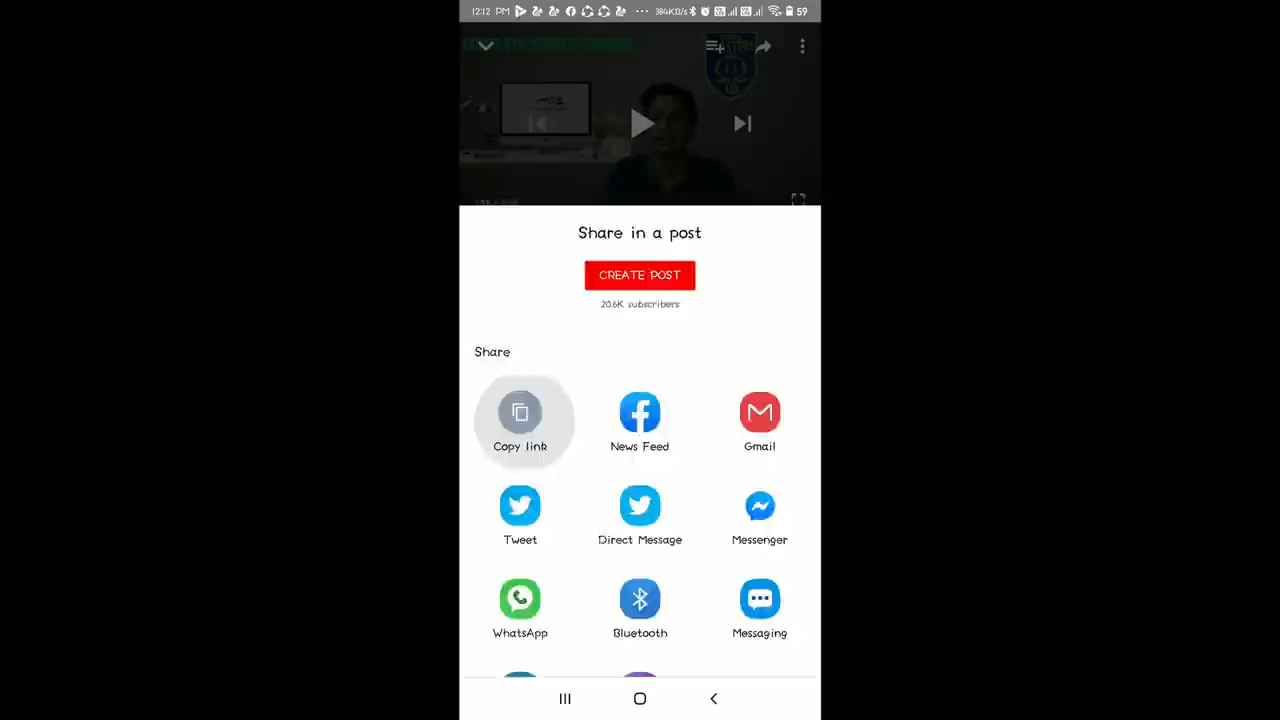 12:12 PM 384KB/s 59
Share in a post
CREATE POST
20.6K subscribers
Share
Copy link News Feed Gmail
Tweet Direct Message Messenger
WhatsApp Bluetooth Messaging